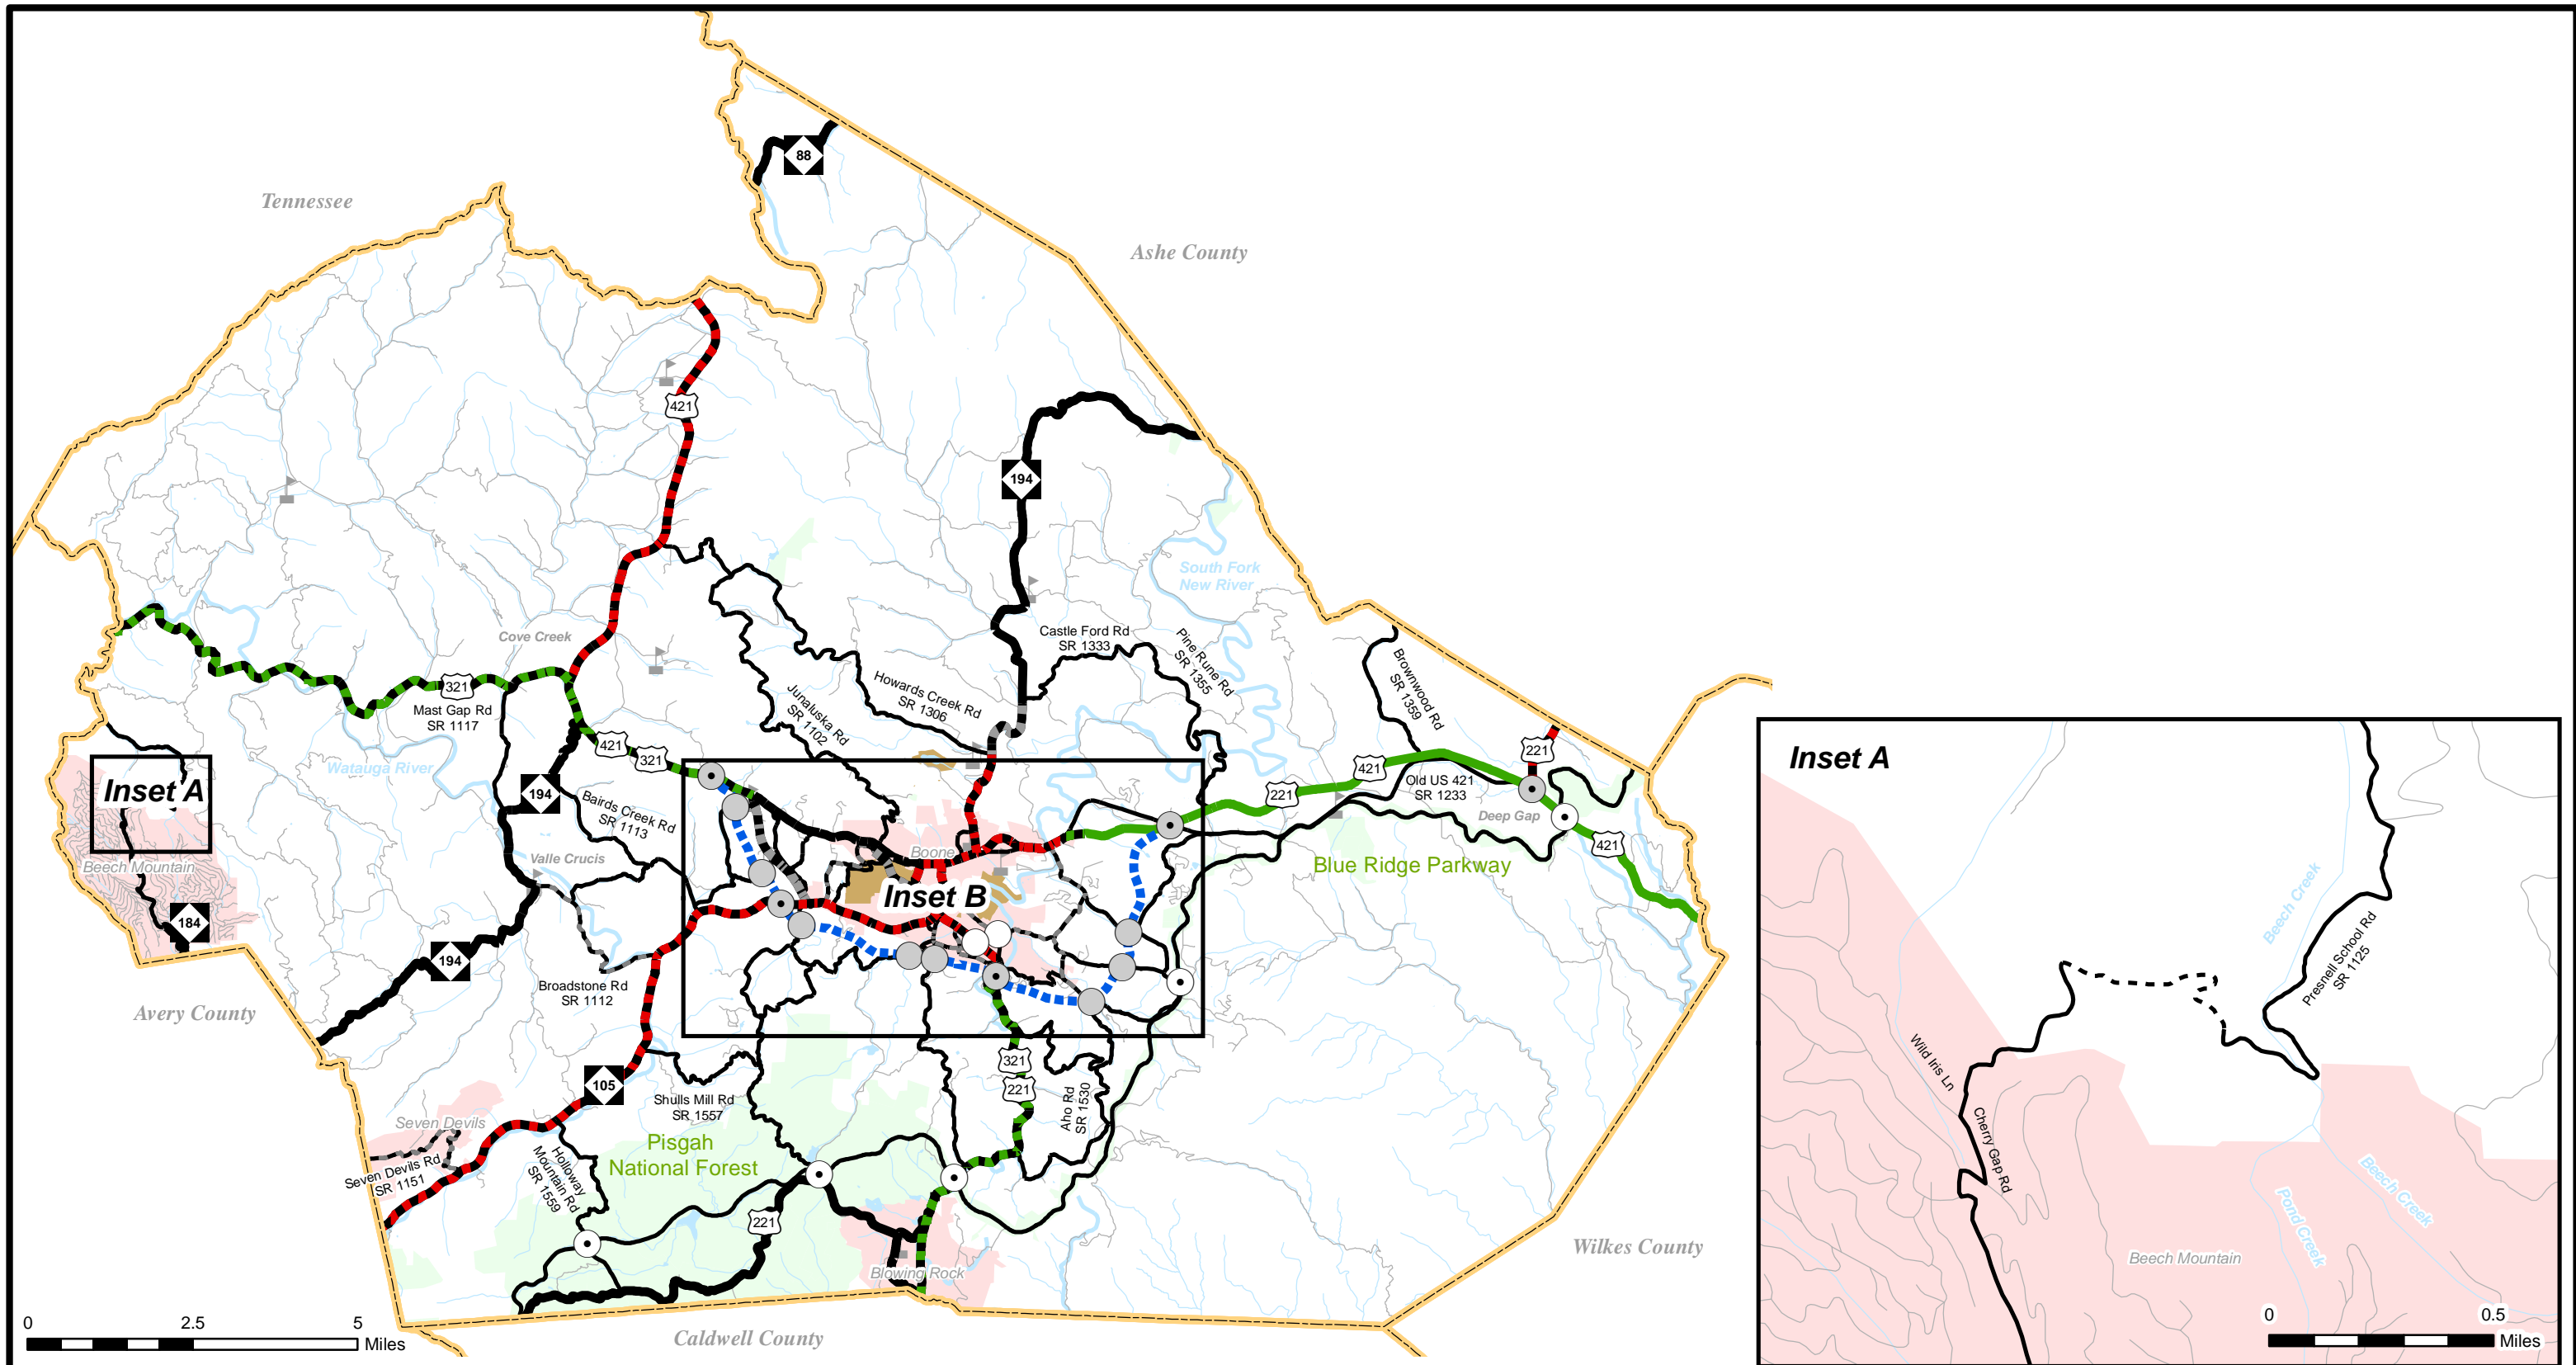 88
Tennessee
Ashe County
421
194
South Fork
New River
Cove Creek
Castle Ford Rd
SR 1333
Pine Rune Rd
SR 1355
Brownwood Rd
SR 1359
321
Mast Gap Rd
SR 1117
Junaluska Rd
SR 1102
Howards Creek Rd
SR 1306
421
321
Watauga River
194
Bairds Creek Rd
SR 1113
221
421
221
Old US 421
SR 1233
Deep Gap
421
Inset A
Beech Mountain
184
Valle Crucis
Boone
Inset B
Blue Ridge Parkway
194
Broadstone Rd
SR 1112
Avery County
105
Shulls Mill Rd
SR 1557
321
221
Aho Rd
SR 1530
Seven Devils
Seven Devils Rd
SR 1151
Holloway
Mountain Rd
SR 1559
Pisgah
National Forest
221
Blowing Rock
Wilkes County
Caldwell County
0 2.5 5
Miles
Inset A
Beech Creek
Presnell School Rd
SR 1125
Wild Iris Ln
Cherry Gap Rd
Beech Creek
Pond Creek
Beech Mountain
0 0.5
Miles